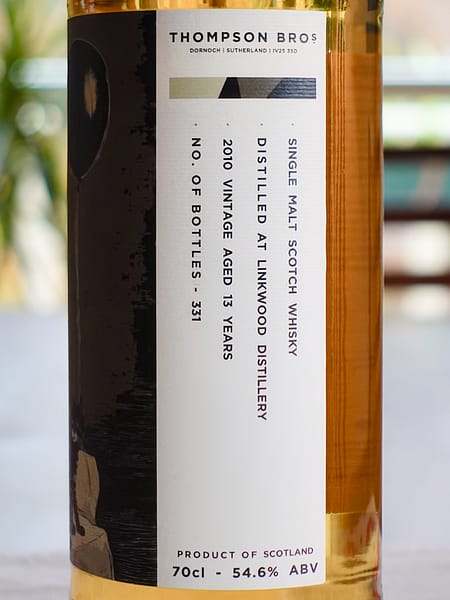 THOMPSON BROS
DORNOCH | SUTHERLAND | IV25 3SD
· SINGLE MALT SCOTCH WHISKY
· DISTILLED AT LINKWOOD DISTILLERY
· 2010 VINTAGE AGED 13 YEARS
· NO. OF BOTTLES - 331
PRODUCT OF SCOTLAND
70cl - 54.6% ABV